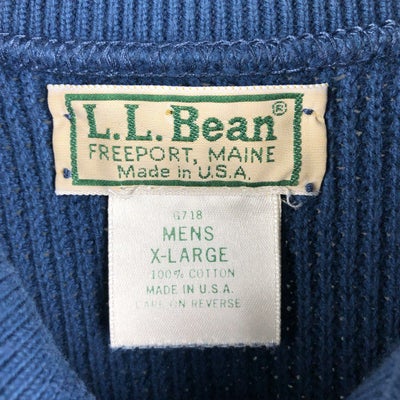 L.L.Bean®
FREEPORT, MAINE
Made in U.S.A.
G718
MENS
X-LARGE
100% COTTON
MADE IN U.S.A.
CARE ON REVERSE